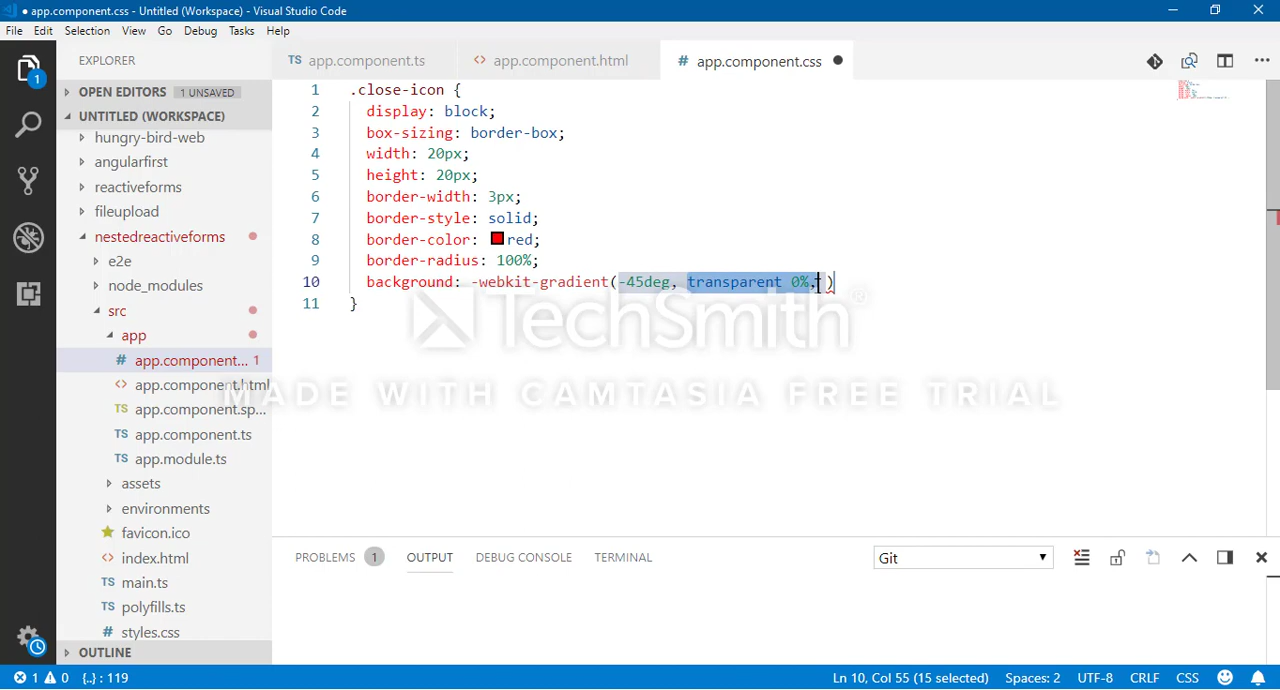 app.component.css - Untitled (Workspace) - Visual Studio Code
File Edit Selection View Go Debug Tasks Help
EXPLORER
TS app.component.ts
<> app.component.html
# app.component.css
1
OPEN EDITORS 1 UNSAVED
UNTITLED (WORKSPACE)
hungry-bird-web
angularfirst
reactiveforms
fileupload
nestedreactiveforms
e2e
node_modules
src
app
# app.component... 1
<> app.component.html
TS app.component.sp...
TS app.component.ts
TS app.module.ts
assets
environments
favicon.ico
<> index.html
TS main.ts
TS polyfills.ts
# styles.css
OUTLINE
1 .close-icon {
2 display: block;
3 box-sizing: border-box;
4 width: 20px;
5 height: 20px;
6 border-width: 3px;
7 border-style: solid;
8 border-color: red;
9 border-radius: 100%;
10 background: -webkit-gradient(-45deg, transparent 0%, )
11 }
TechSmith®
MADE WITH CAMTASIA FREE TRIAL
PROBLEMS 1 OUTPUT DEBUG CONSOLE TERMINAL
Git
1 0 {..} : 119
Ln 10, Col 55 (15 selected) Spaces: 2 UTF-8 CRLF CSS